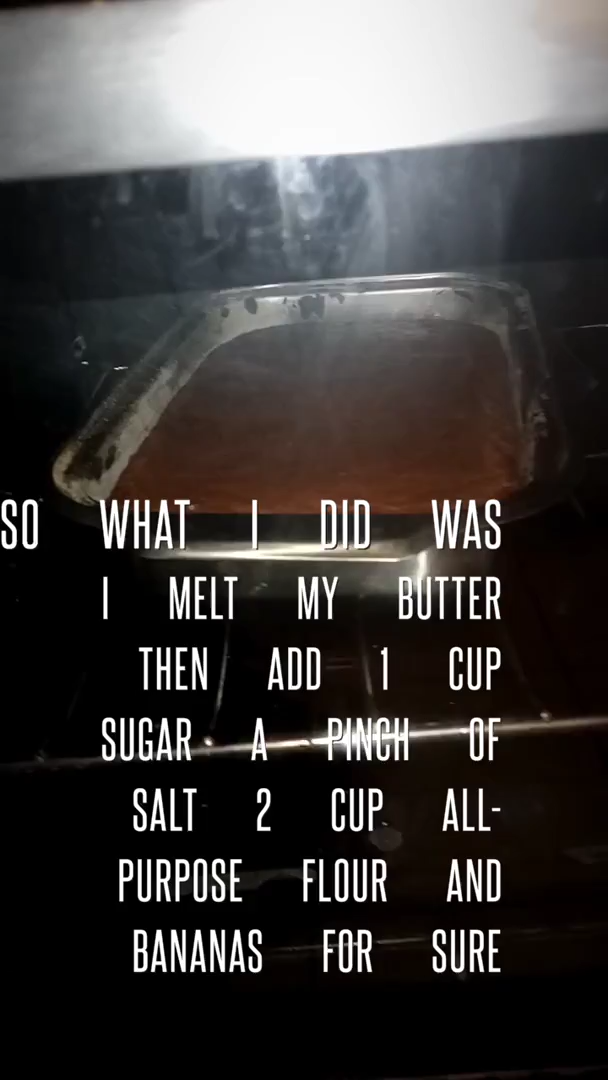 SO WHAT I DID WAS
I MELT MY BUTTER
THEN ADD 1 CUP
SUGAR A PINCH OF
SALT 2 CUP ALL-
PURPOSE FLOUR AND
BANANAS FOR SURE